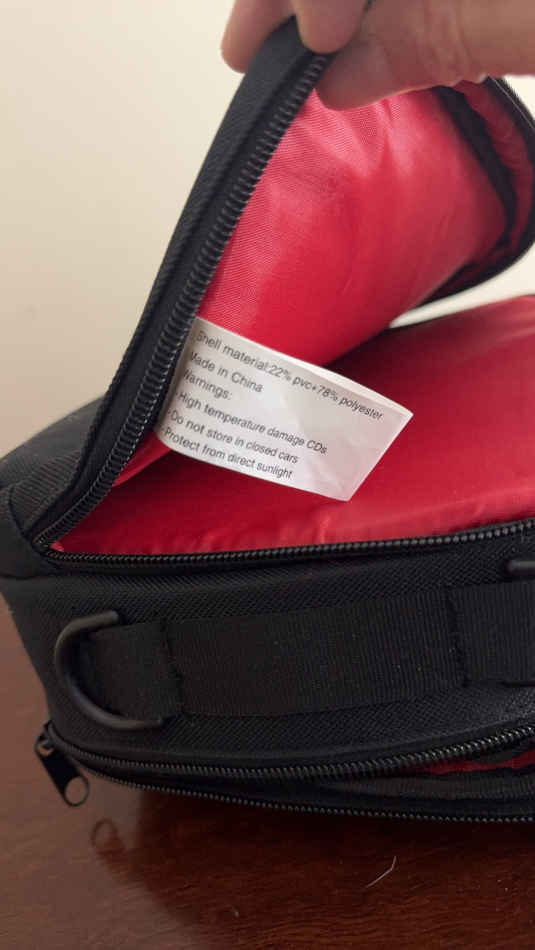 Shell material:22% pvc+78% polyester
Made in China
Warnings:
High temperature damage CDs
Do not store in closed cars
Protect from direct sunlight